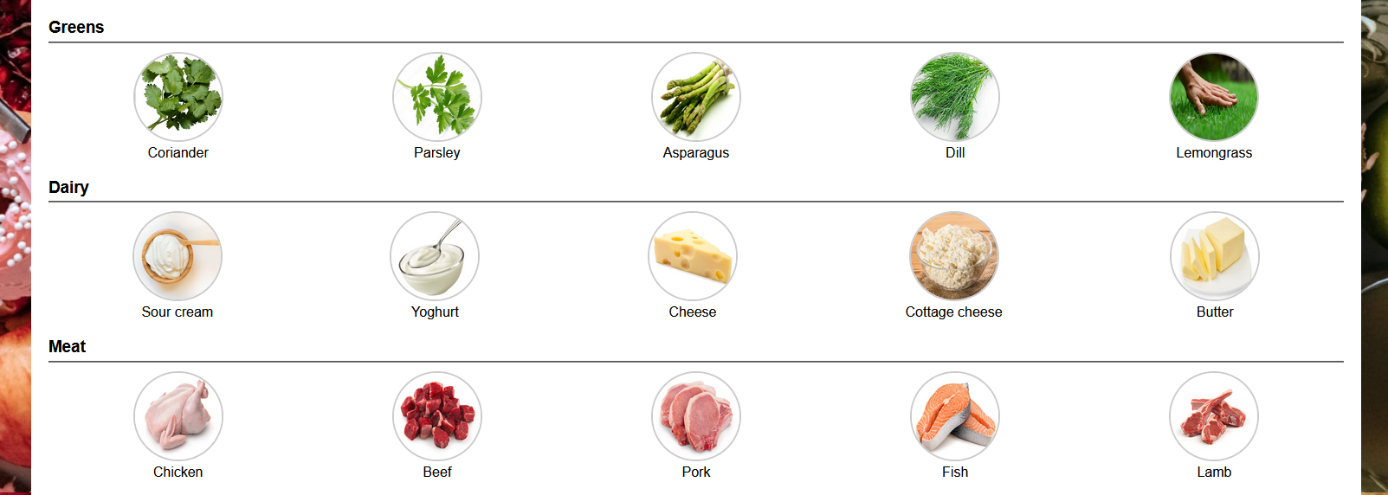 Greens
Coriander Parsley Asparagus Dill Lemongrass
Dairy
Sour cream Yoghurt Cheese Cottage cheese Butter
Meat
Chicken Beef Pork Fish Lamb